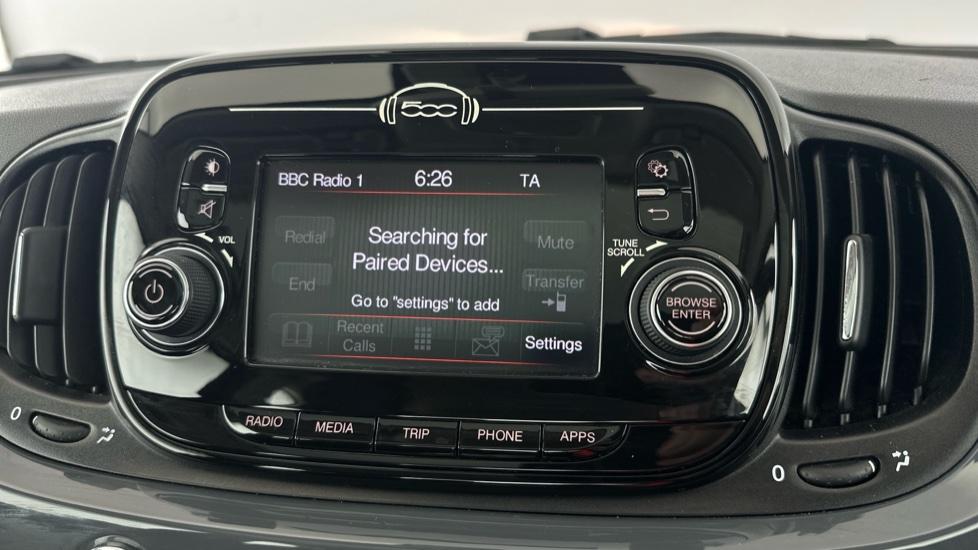 500
BBC Radio 1 6:26 TA
Redial
Searching for
Paired Devices...
Mute
End
Transfer
Go to "settings" to add
Recent
Calls
Settings
VOL
TUNE
SCROLL
BROWSE
ENTER
RADIO MEDIA TRIP PHONE APPS
0
0